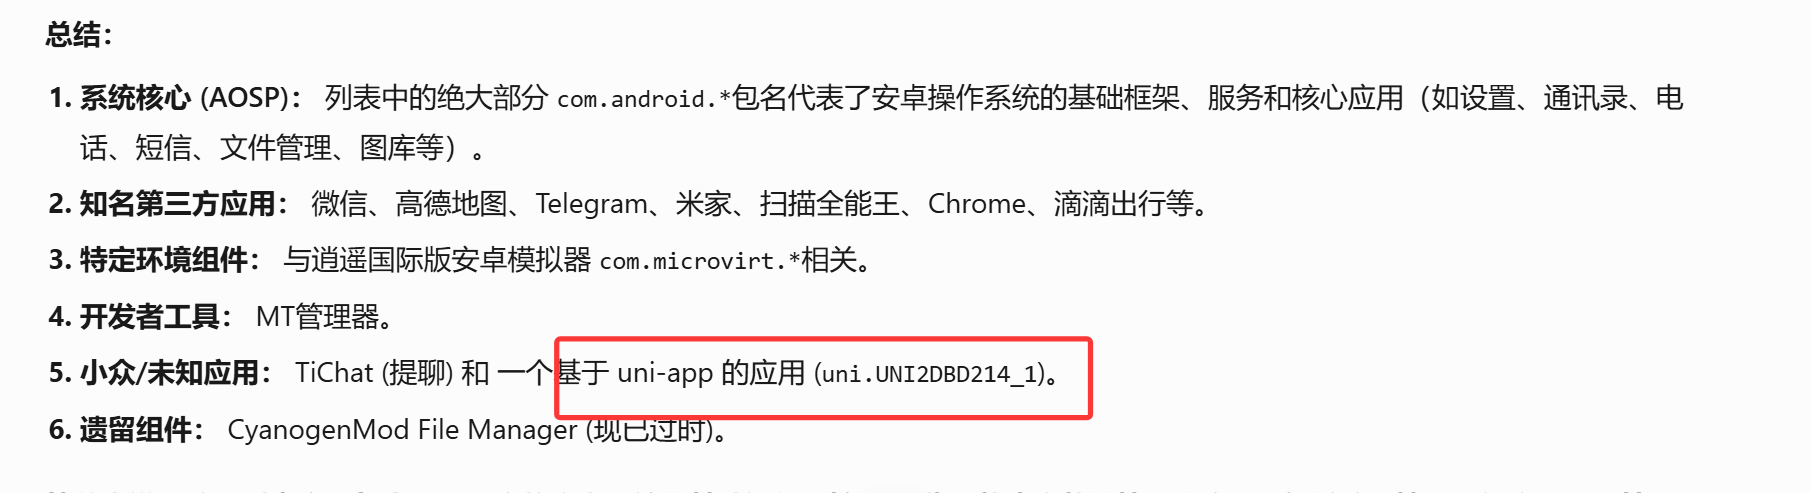 总结：
1. 系统核心 (AOSP)： 列表中的绝大部分 com.android.*包名代表了安卓操作系统的基础框架、服务和核心应用（如设置、通讯录、电
话、短信、文件管理、图库等）。
2. 知名第三方应用： 微信、高德地图、Telegram、米家、扫描全能王、Chrome、滴滴出行等。
3. 特定环境组件： 与逍遥国际版安卓模拟器 com.microvirt.*相关。
4. 开发者工具： MT管理器。
5. 小众/未知应用： TiChat (提聊) 和 一个基于 uni-app 的应用 (uni.UNI2DBD214_1)。
6. 遗留组件： CyanogenMod File Manager (现已过时)。